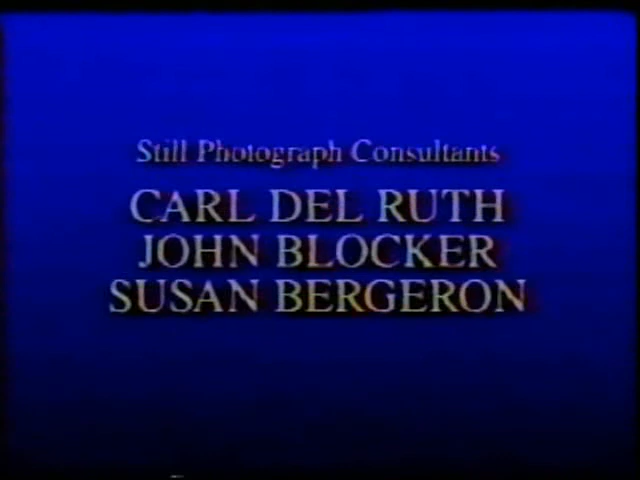 Still Photograph Consultants
CARL DEL RUTH
JOHN BLOCKER
SUSAN BERGERON